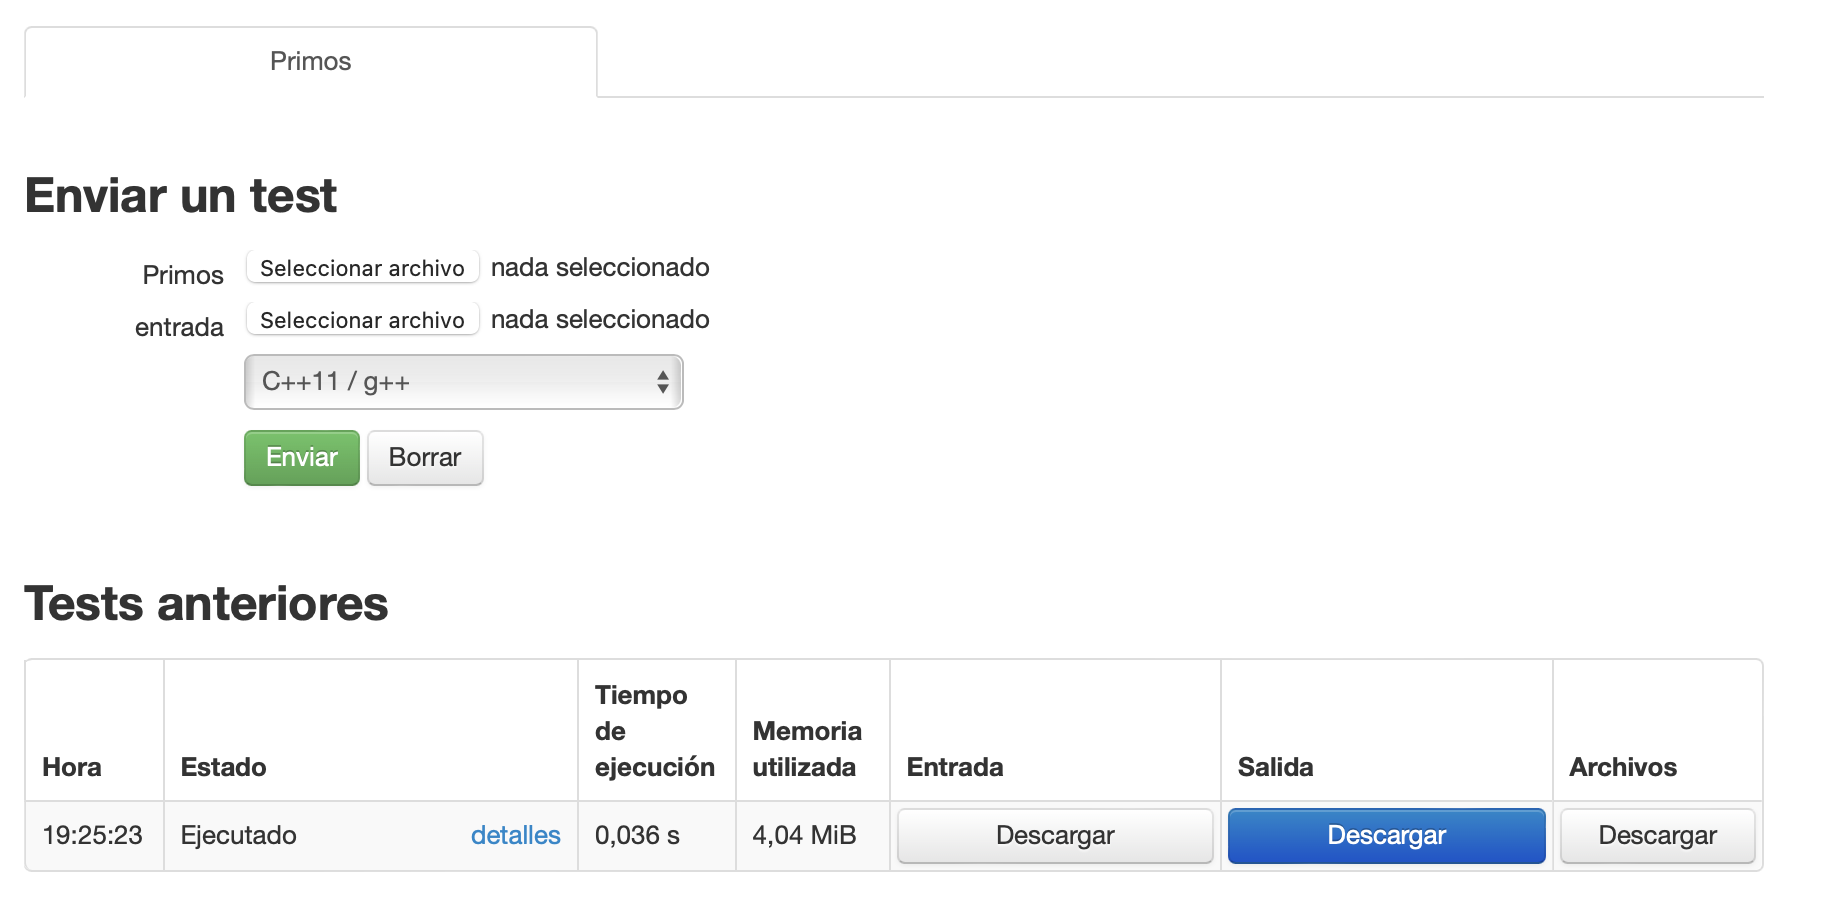 Primos
Enviar un test
Primos Seleccionar archivo nada seleccionado
entrada Seleccionar archivo nada seleccionado
C++11 / g++
Enviar Borrar
Tests anteriores
Hora Estado Tiempo de ejecución Memoria utilizada Entrada Salida Archivos
19:25:23 Ejecutado detalles 0,036 s 4,04 MiB Descargar Descargar Descargar